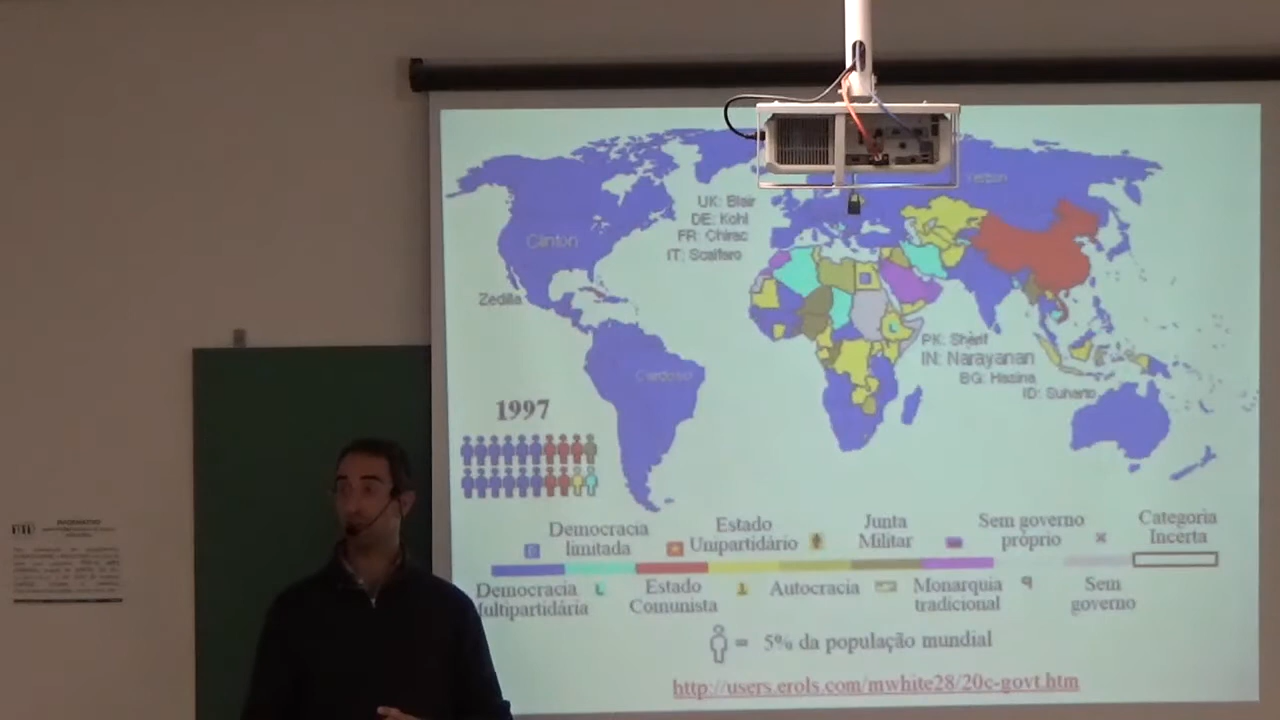 Yeltsin
UK: Blair
DE: Kohl
FR: Chirac
IT: Scalfaro
Clinton
Zedilla
PK: Sharif
IN: Narayanan
BG: Hasina
ID: Suharto
Cardoso
1997
Democracia limitada
Estado Unipartidário
Junta Militar
Sem governo próprio
Categoria Incerta
Democracia Multipartidária
Estado Comunista
Autocracia
Monarquia tradicional
Sem governo
= 5% da população mundial
http://users.erols.com/mwhite28/20c-govt.htm